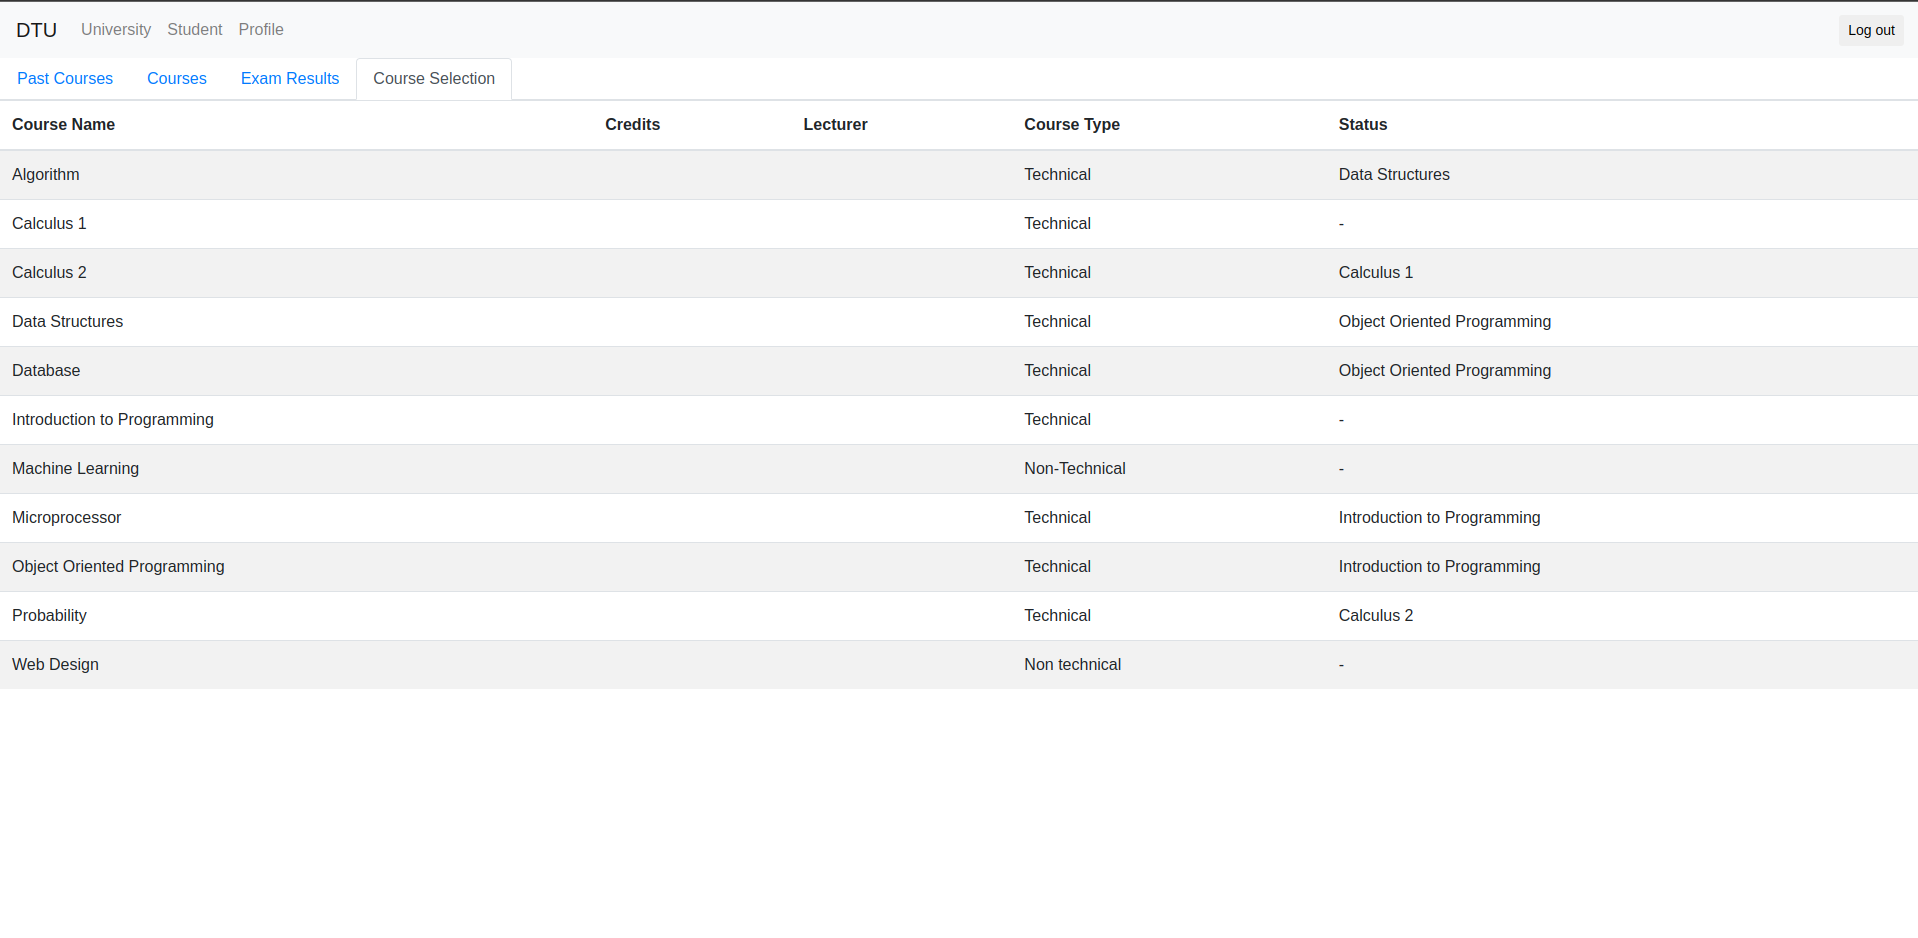 DTU University Student Profile Log out
Past Courses Courses Exam Results Course Selection
Course Name Credits Lecturer Course Type Status
Algorithm Technical Data Structures
Calculus 1 Technical -
Calculus 2 Technical Calculus 1
Data Structures Technical Object Oriented Programming
Database Technical Object Oriented Programming
Introduction to Programming Technical -
Machine Learning Non-Technical -
Microprocessor Technical Introduction to Programming
Object Oriented Programming Technical Introduction to Programming
Probability Technical Calculus 2
Web Design Non technical -